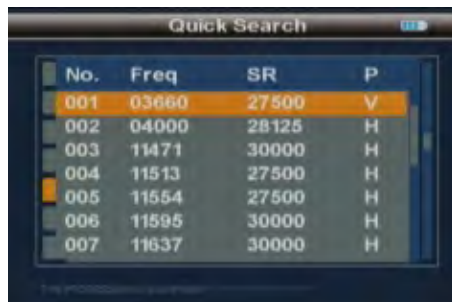 Quick Search
No. Freq SR P
001 03660 27500 V
002 04000 28125 H
003 11471 30000 H
004 11513 27500 H
005 11554 27500 H
006 11595 30000 H
007 11637 30000 H